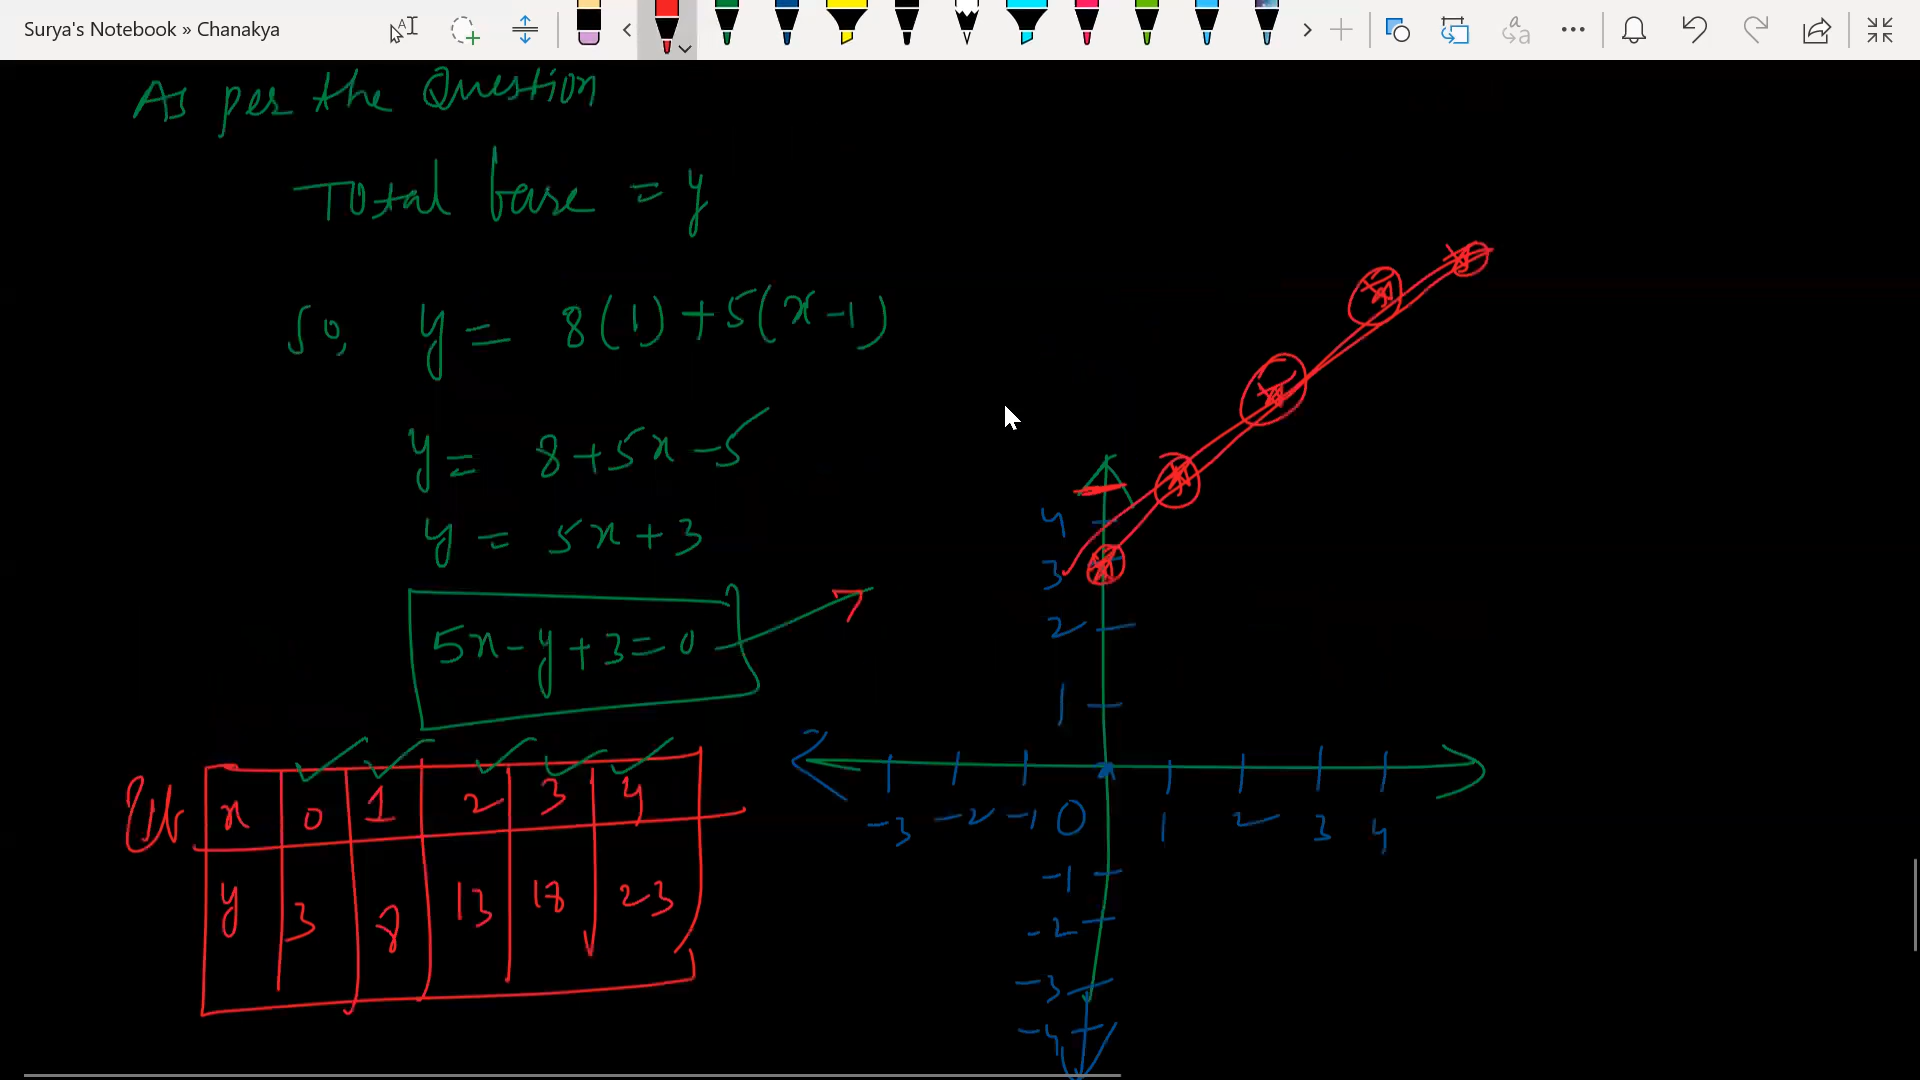 Surya's Notebook » Chanakya
As per the Question
Total base = y
So, y = 8(1)+5(x-1)
y = 8+5x-5
y = 5x+3
5x-y+3=0
x 0 1 2 3 4
y 3 8 13 18 23
4
3
2
1
-3 -2 -1 0 1 2 3 4
-1
-2
-3
-4